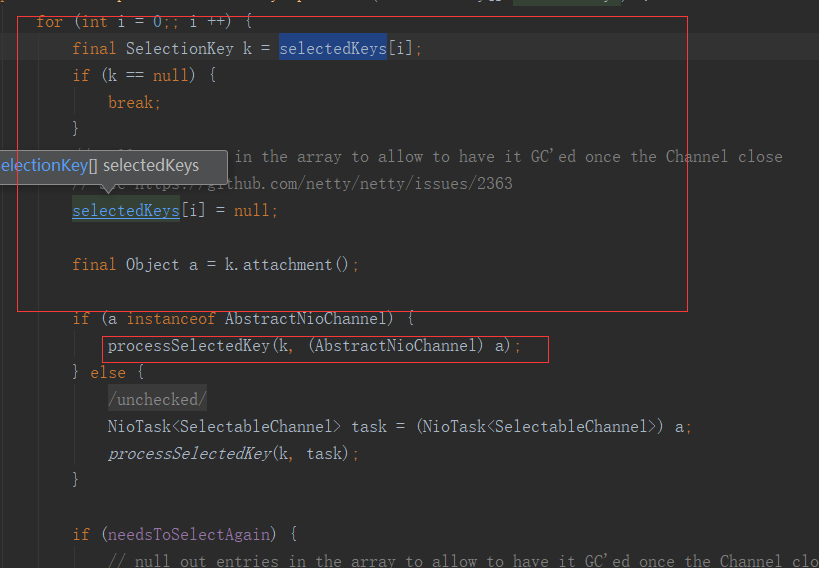 for (int i = 0;; i ++) {
final SelectionKey k = selectedKeys[i];
if (k == null) {
break;
}
in the array to allow to have it GC'ed once the Channel close
electionKey[] selectedKeys
https://github.com/netty/netty/issues/2363
selectedKeys[i] = null;
final Object a = k.attachment();
if (a instanceof AbstractNioChannel) {
processSelectedKey(k, (AbstractNioChannel) a);
} else {
/unchecked/
NioTask<SelectableChannel> task = (NioTask<SelectableChannel>) a;
processSelectedKey(k, task);
}
if (needsToSelectAgain) {
// null out entries in the array to allow to have it GC'ed once the Channel clo